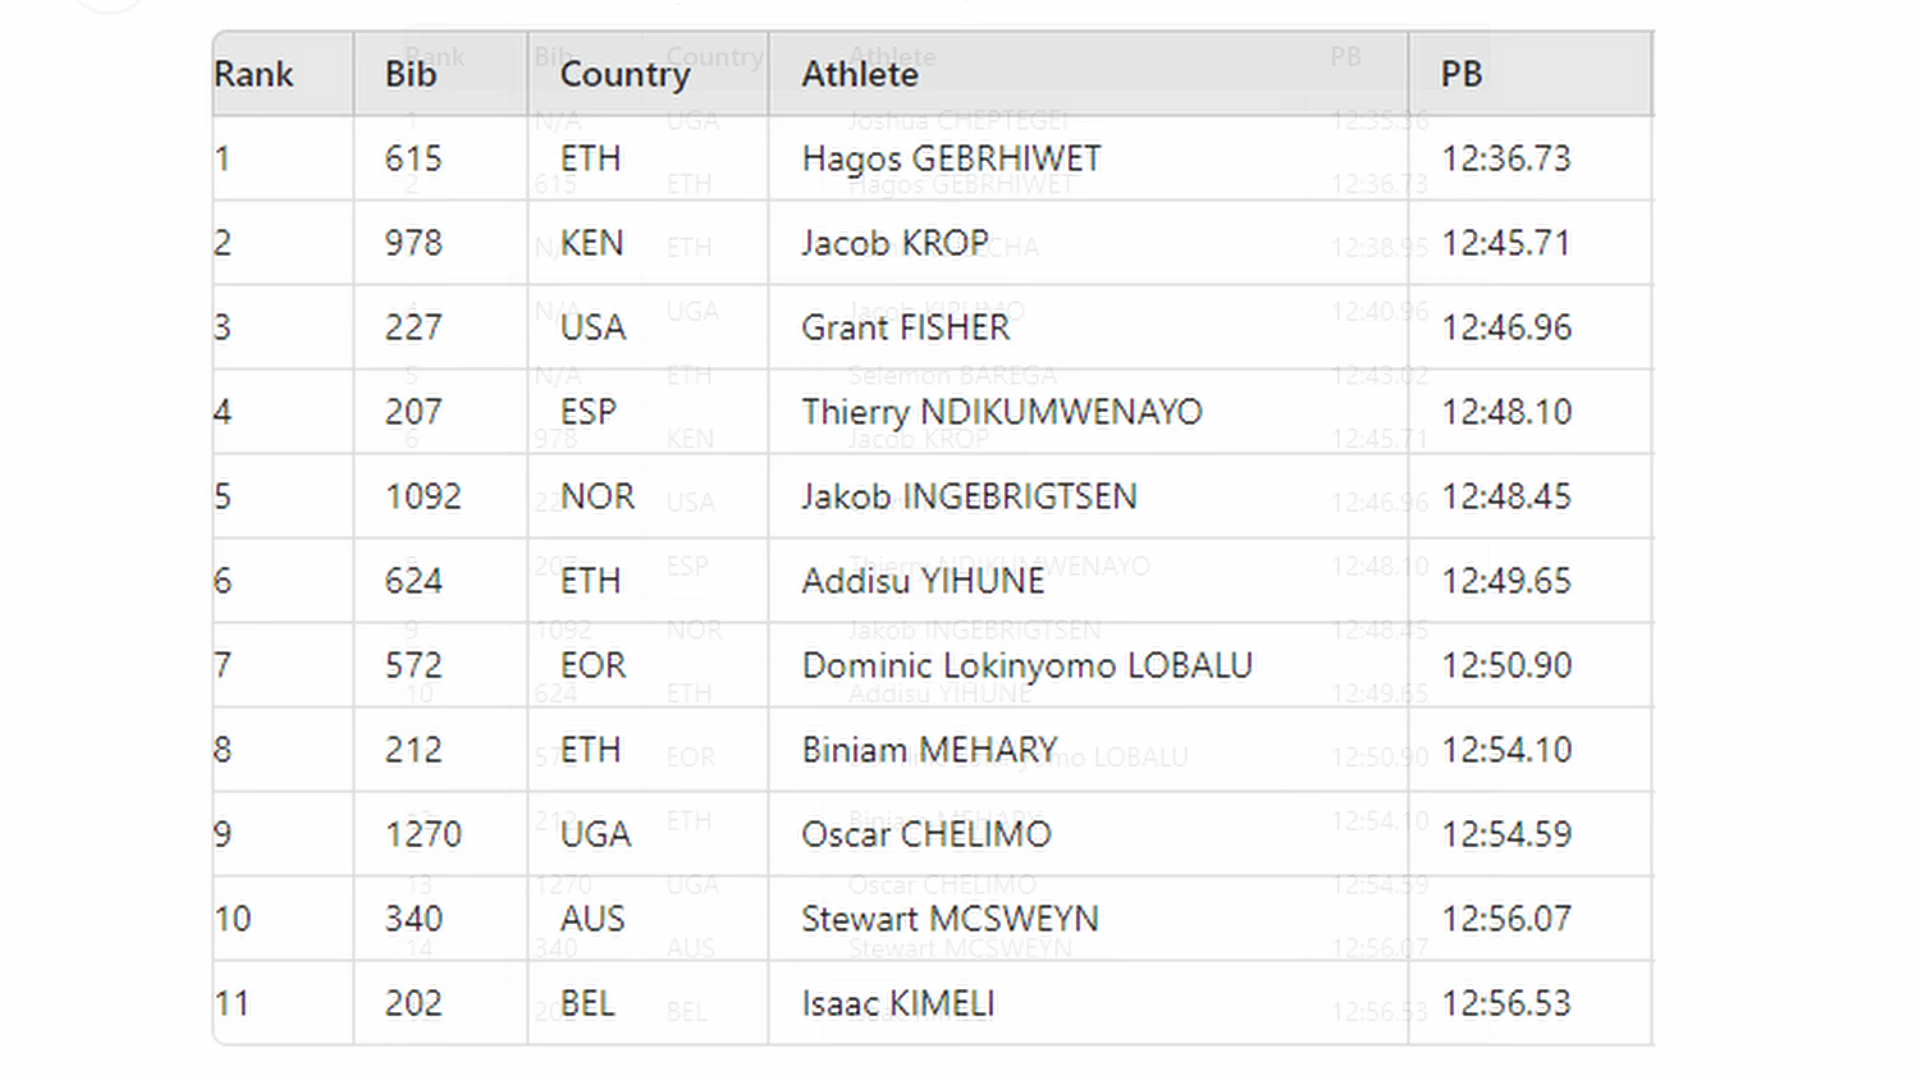 Rank Bib Country Athlete PB
1 615 ETH Hagos GEBRHIWET 12:36.73
2 978 KEN Jacob KROP 12:45.71
3 227 USA Grant FISHER 12:46.96
4 207 ESP Thierry NDIKUMWENAYO 12:48.10
5 1092 NOR Jakob INGEBRIGTSEN 12:48.45
6 624 ETH Addisu YIHUNE 12:49.65
7 572 EOR Dominic Lokinyomo LOBALU 12:50.90
8 212 ETH Biniam MEHARY 12:54.10
9 1270 UGA Oscar CHELIMO 12:54.59
10 340 AUS Stewart MCSWEYN 12:56.07
11 202 BEL Isaac KIMELI 12:56.53